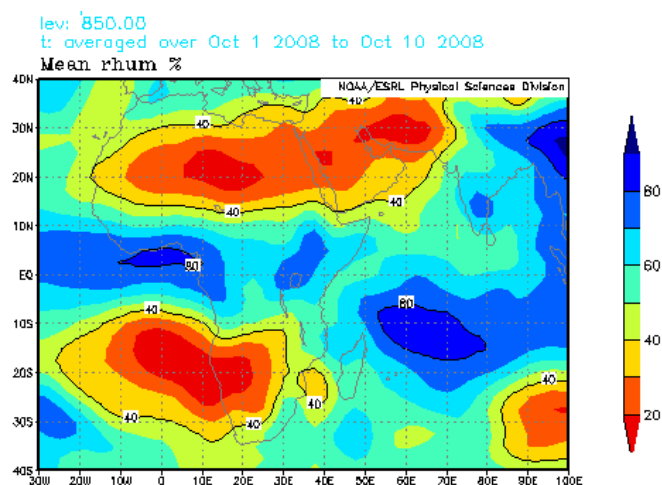 lev: 850.00
t: averaged over Oct 1 2008 to Oct 10 2008
Mean rhum %
NOAA/ESRL Physical Sciences Division
40N
30N
20N
10N
EQ
10S
20S
30S
40S
30W 20W 10W 0 10E 20E 30E 40E 50E 60E 70E 80E 90E 100E
40
40
40
40
40
80
80
40
40
40
40
40
80
60
40
20